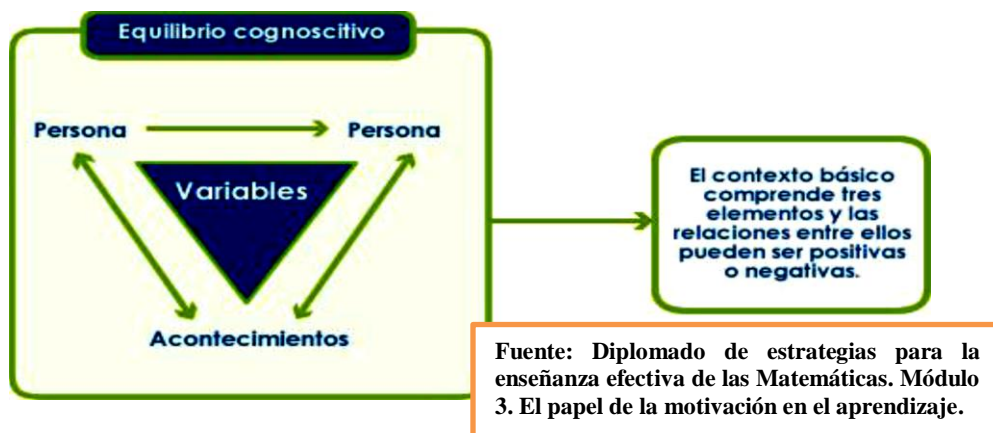 Equilibrio cognoscitivo
Persona
Persona
Variables
Acontecimientos
El contexto básico
comprende tres
elementos y las
relaciones entre ellos
pueden ser positivas
o negativas.
Fuente: Diplomado de estrategias para la
enseñanza efectiva de las Matemáticas. Módulo
3. El papel de la motivación en el aprendizaje.